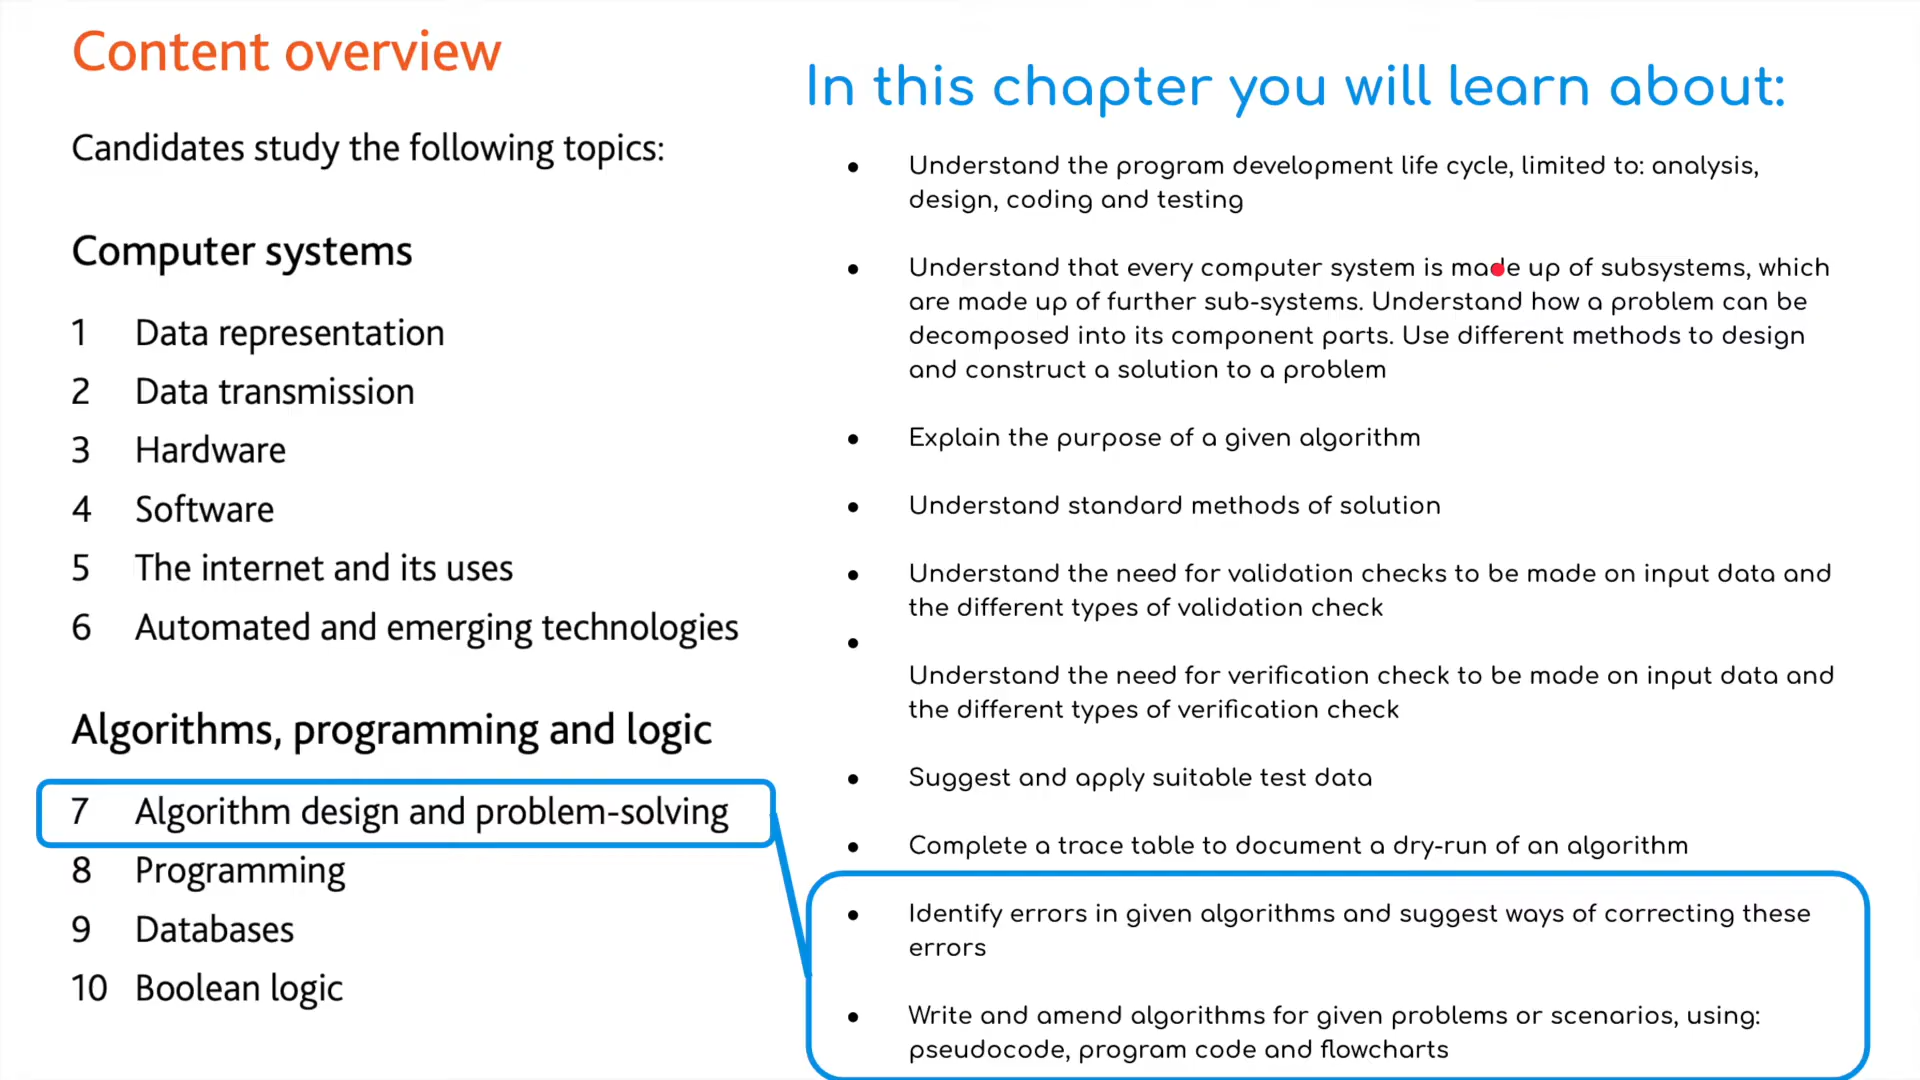 Content overview
Candidates study the following topics:
Computer systems
1 Data representation
2 Data transmission
3 Hardware
4 Software
5 The internet and its uses
6 Automated and emerging technologies
Algorithms, programming and logic
7 Algorithm design and problem-solving
8 Programming
9 Databases
10 Boolean logic
In this chapter you will learn about:
• Understand the program development life cycle, limited to: analysis,
design, coding and testing
• Understand that every computer system is made up of subsystems, which
are made up of further sub-systems. Understand how a problem can be
decomposed into its component parts. Use different methods to design
and construct a solution to a problem
• Explain the purpose of a given algorithm
• Understand standard methods of solution
• Understand the need for validation checks to be made on input data and
the different types of validation check
•
Understand the need for verification check to be made on input data and
the different types of verification check
• Suggest and apply suitable test data
• Complete a trace table to document a dry-run of an algorithm
• Identify errors in given algorithms and suggest ways of correcting these
errors
• Write and amend algorithms for given problems or scenarios, using:
pseudocode, program code and flowcharts